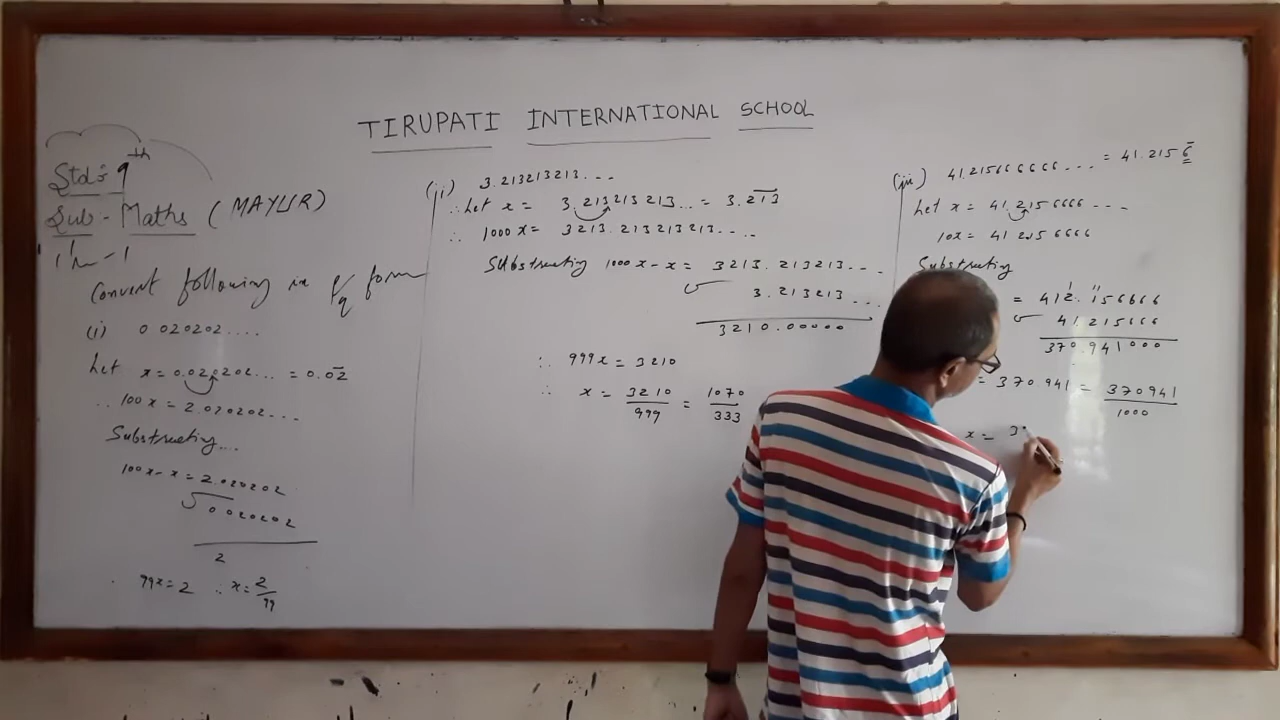 TIRUPATI INTERNATIONAL SCHOOL
Std: 9th
Sub - Maths (MAYUR)
Convert following in p/q form
(i) 0.020202....
Let x = 0.020202... = 0.02
∴ 100x = 2.020202...
Substracting...
100x - x = 2.020202
0.020202
2
99x = 2 ∴ x = 2/99
(ii) 3.213213213...
∴ Let x = 3.213213213... = 3.213
∴ 1000x = 3213.213213213....
Substracting 1000x - x = 3213.213213...
3.213213...
3210.00000
∴ 999x = 3210
∴ x = 3210/999 = 1070/333
(iii) 41.21566666... = 41.2156
Let x = 41.2156666...
10x = 412.156666
Substracting
= 412.156666
41.215666
370.941000
= 370.941 = 370941/1000
x = 3